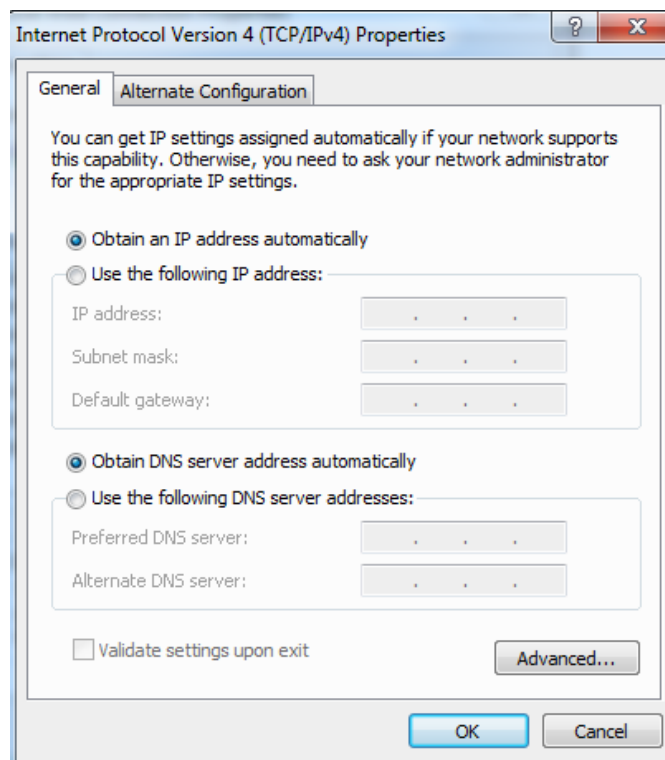 Internet Protocol Version 4 (TCP/IPv4) Properties
?
X
General
Alternate Configuration
You can get IP settings assigned automatically if your network supports
this capability. Otherwise, you need to ask your network administrator
for the appropriate IP settings.
Obtain an IP address automatically
Use the following IP address:
IP address:
. . .
Subnet mask:
. . .
Default gateway:
. . .
Obtain DNS server address automatically
Use the following DNS server addresses:
Preferred DNS server:
. . .
Alternate DNS server:
. . .
Validate settings upon exit
Advanced...
OK
Cancel